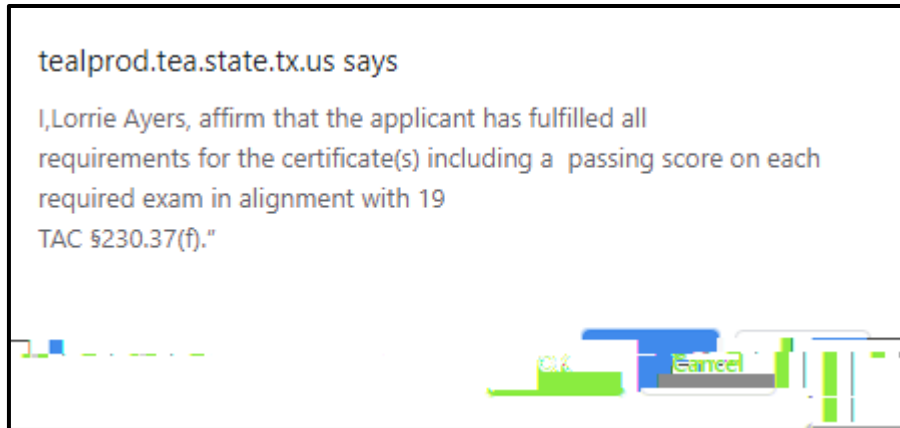 tealprod.tea.state.tx.us says
I,Lorrie Ayers, affirm that the applicant has fulfilled all
requirements for the certificate(s) including a passing score on each
required exam in alignment with 19
TAC §230.37(f)."
Cancel